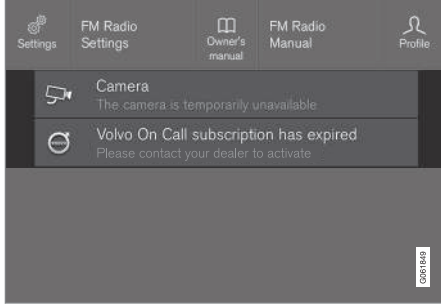 Settings
FM Radio
Settings
Owner's
manual
FM Radio
Manual
Profile
Camera
The camera is temporarily unavailable
Volvo On Call subscription has expired
Please contact your dealer to activate
G061849